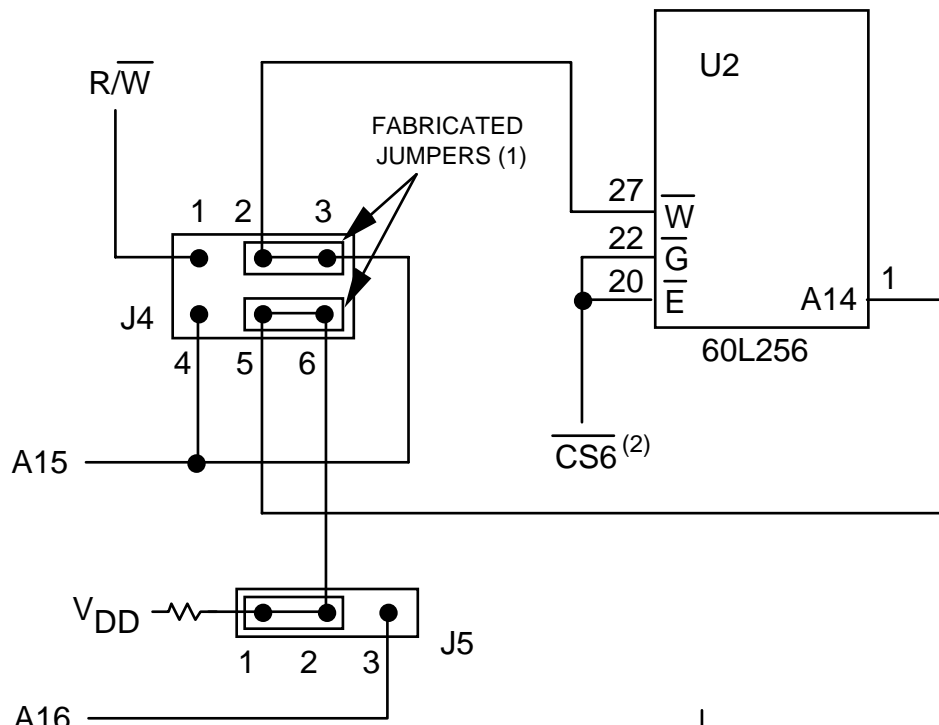 U2
R/W̅
FABRICATED
JUMPERS (1)
1 2 3
27 W̅
22 G̅
20 E̅
A14 1
60L256
J4
4 5 6
C̅S̅6̅ (2)
A15
VDD
J5
1 2 3
A16